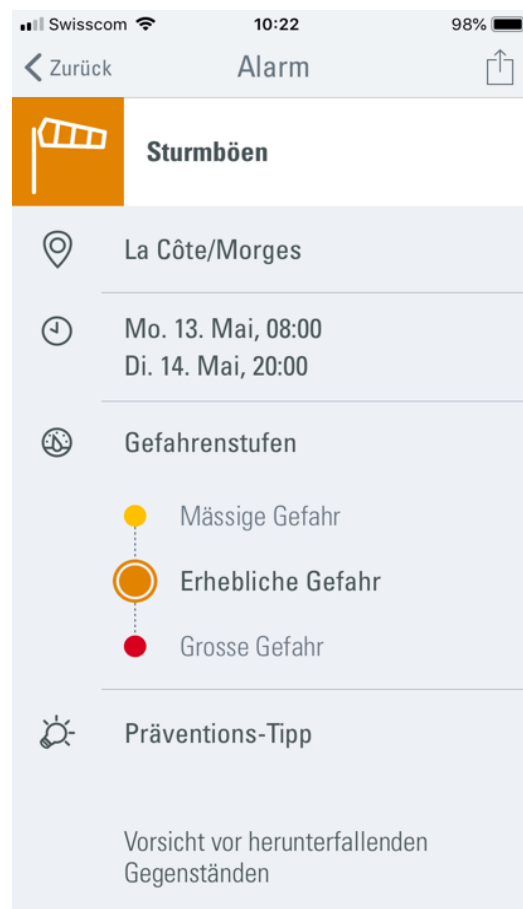 Swisscom 10:22 98%
Zurück Alarm
Sturmböen
La Côte/Morges
Mo. 13. Mai, 08:00
Di. 14. Mai, 20:00
Gefahrenstufen
Mässige Gefahr
Erhebliche Gefahr
Grosse Gefahr
Präventions-Tipp
Vorsicht vor herunterfallenden
Gegenständen